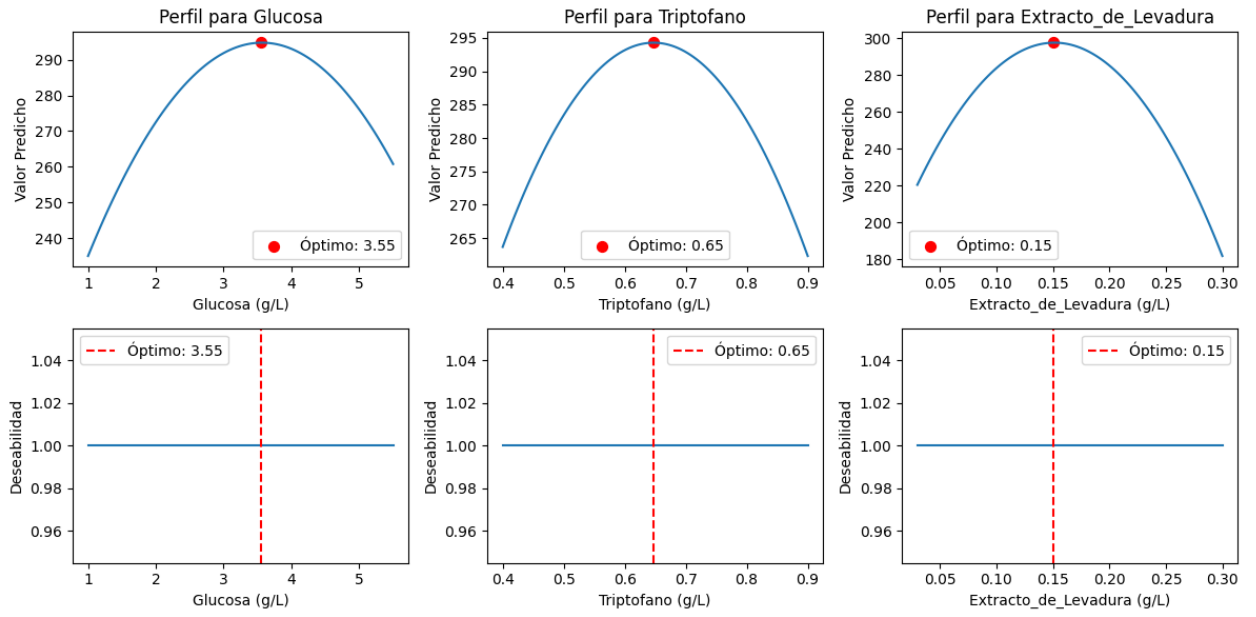 Perfil para Glucosa
Valor Predicho
290
280
270
260
250
240
Óptimo: 3.55
1 2 3 4 5
Glucosa (g/L)
Perfil para Triptofano
Valor Predicho
295
290
285
280
275
270
265
Óptimo: 0.65
0.4 0.5 0.6 0.7 0.8 0.9
Triptofano (g/L)
Perfil para Extracto_de_Levadura
Valor Predicho
300
280
260
240
220
200
180
Óptimo: 0.15
0.05 0.10 0.15 0.20 0.25 0.30
Extracto_de_Levadura (g/L)
Deseabilidad
1.04
1.02
1.00
0.98
0.96
Óptimo: 3.55
1 2 3 4 5
Glucosa (g/L)
Deseabilidad
1.04
1.02
1.00
0.98
0.96
Óptimo: 0.65
0.4 0.5 0.6 0.7 0.8 0.9
Triptofano (g/L)
Deseabilidad
1.04
1.02
1.00
0.98
0.96
Óptimo: 0.15
0.05 0.10 0.15 0.20 0.25 0.30
Extracto_de_Levadura (g/L)